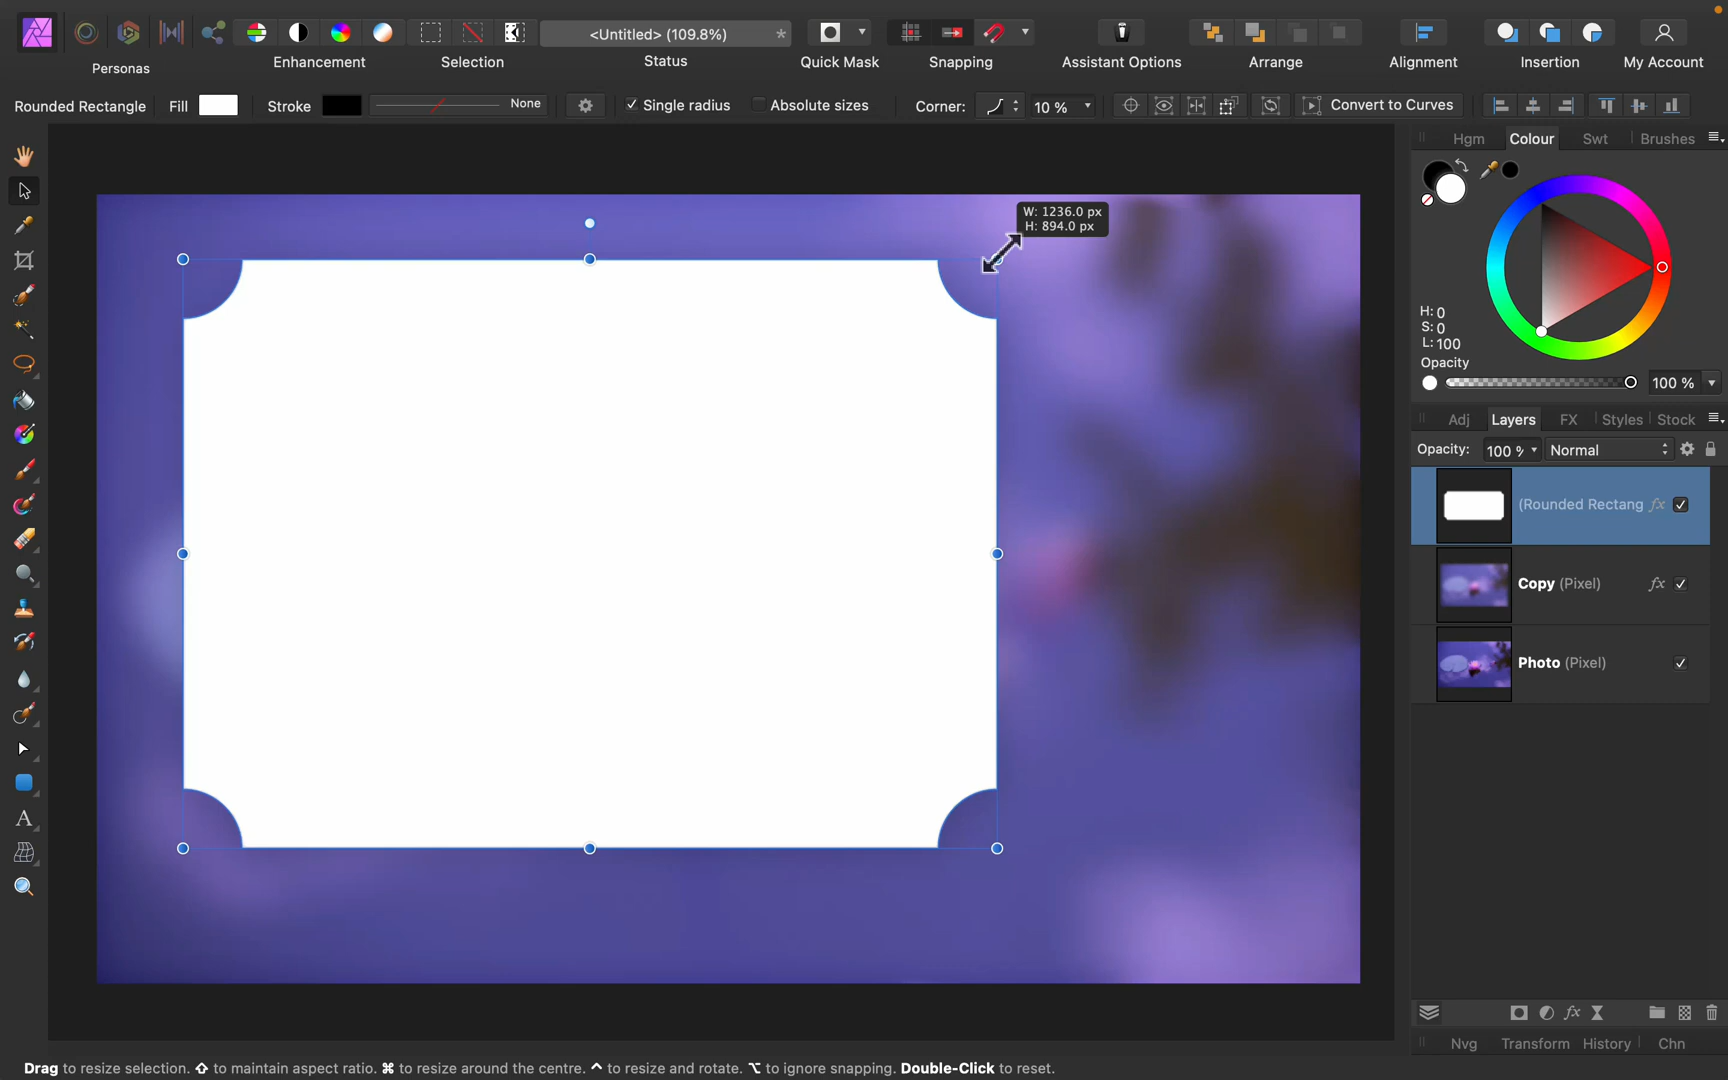 <Untitled> (109.8%) *
Personas Enhancement Selection Status Quick Mask Snapping Assistant Options Arrange Alignment Insertion My Account
Rounded Rectangle Fill Stroke None Single radius Absolute sizes Corner: 10 % Convert to Curves
Hgm Colour Swt Brushes
W: 1236.0 px
H: 894.0 px
H: 0
S: 0
L: 100
Opacity
100 %
Adj Layers FX Styles Stock
Opacity: 100 % Normal
(Rounded Rectang fx
Copy (Pixel) fx
Photo (Pixel)
fx
Nvg Transform History Chn
Drag to resize selection. ⇧ to maintain aspect ratio. ⌘ to resize around the centre. ^ to resize and rotate. ⌥ to ignore snapping. Double-Click to reset.